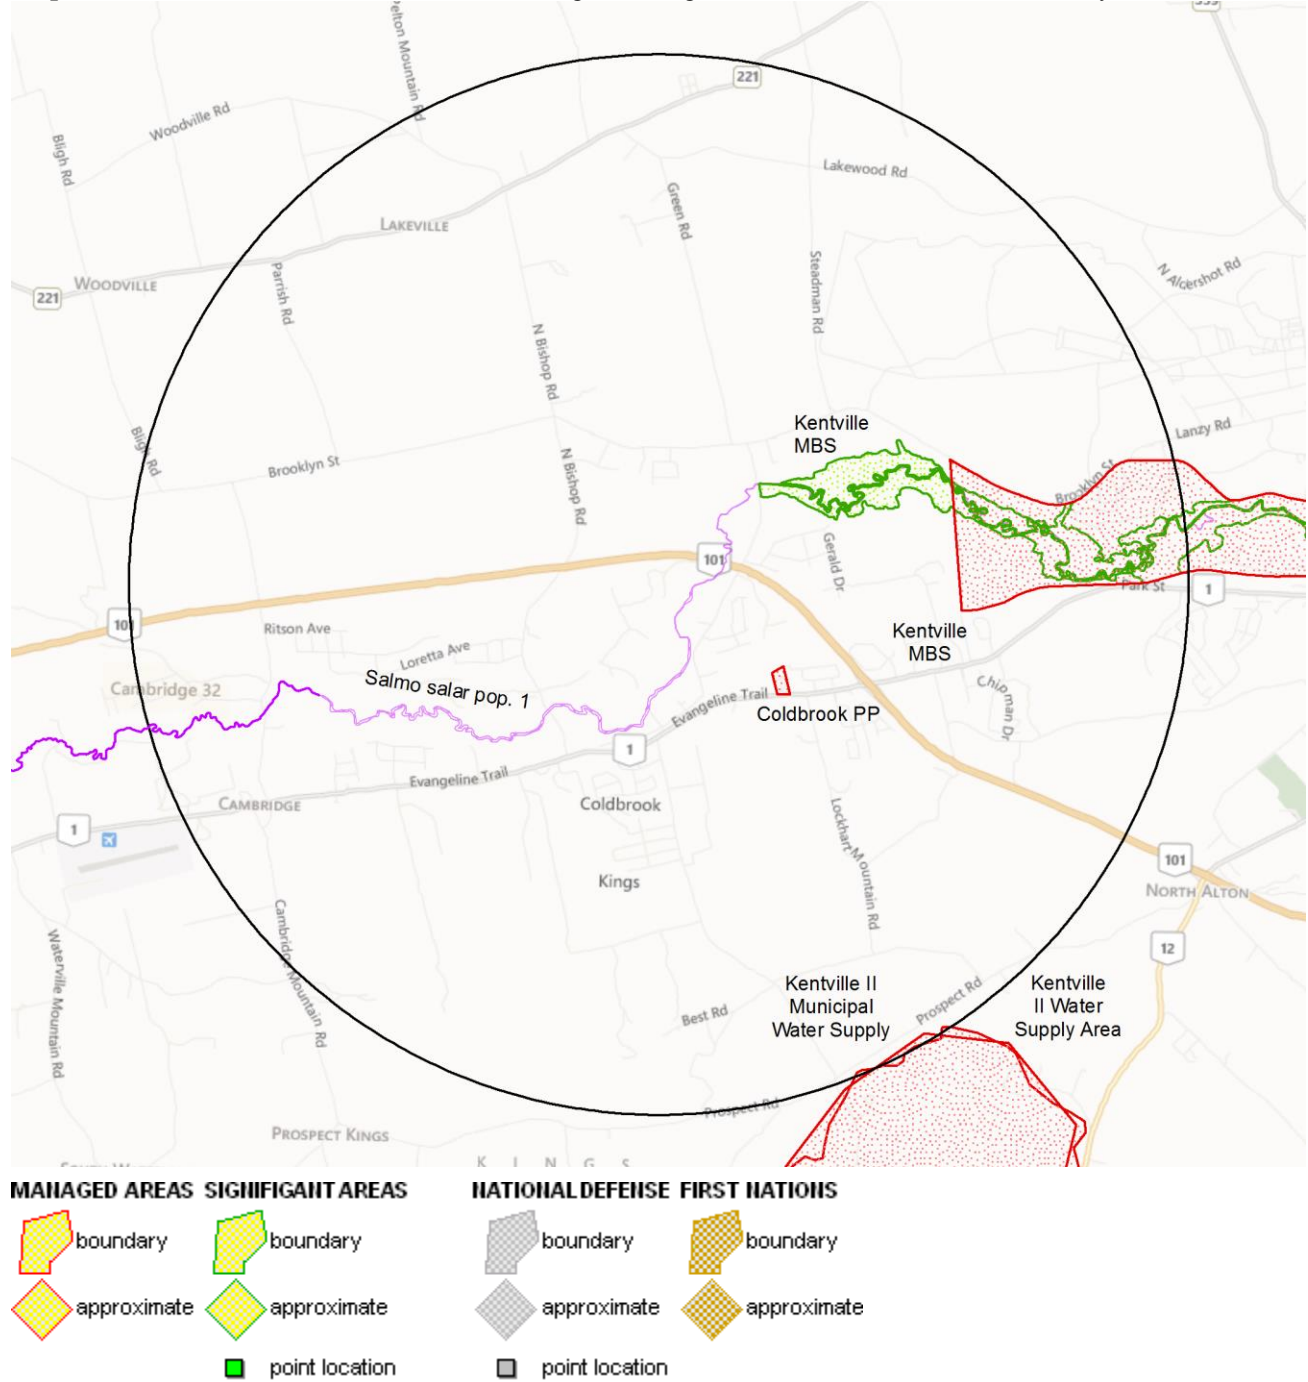 359
221
Pelton Mountain Rd
Woodville Rd
Bligh Rd
Lakewood Rd
Green Rd
LAKEVILLE
N Aldershot Rd
Steadman Rd
Parrish Rd
WOODVILLE
221
N Bishop Rd
Kentville
MBS
Lanzy Rd
Bligh Rd
Brooklyn St
N Bishop Rd
Brooklyn St
101
Gerald Dr
Park St
1
101
Ritson Ave
Loretta Ave
Kentville
MBS
Cambridge 32
Salmo salar pop. 1
Evangeline Trail
Chipman Dr
Coldbrook PP
1
Evangeline Trail
CAMBRIDGE
Coldbrook
1
Lockhart Mountain Rd
101
Kings
NORTH ALTON
Cambridge Mountain Rd
Waterville Mountain Rd
12
Kentville II
Municipal
Water Supply
Prospect Rd
Kentville
II Water
Supply Area
Best Rd
Prospect Rd
PROSPECT KINGS
K I N G S
MANAGED AREAS SIGNIFIGANT AREAS NATIONAL DEFENSE FIRST NATIONS
boundary boundary boundary boundary
approximate approximate approximate approximate
point location point location